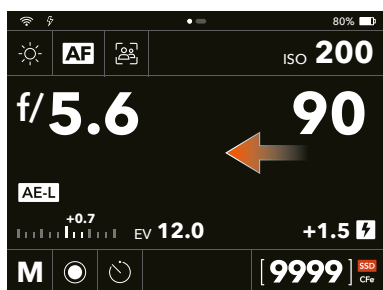 80%
AF ISO 200
f/5.6 90
AE-L
+0.7
EV 12.0 +1.5
M [9999] SSD
CFe